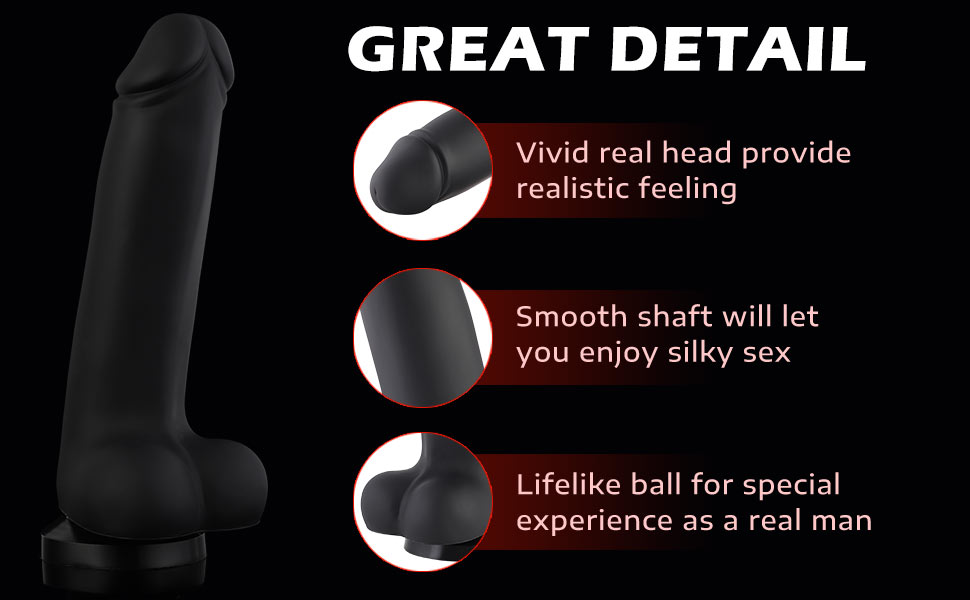 GREAT DETAIL
Vivid real head provide
realistic feeling
Smooth shaft will let
you enjoy silky sex
Lifelike ball for special
experience as a real man